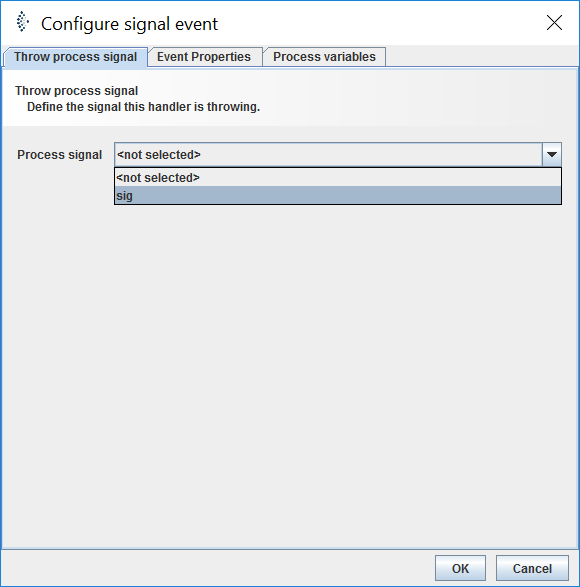 Configure signal event
Throw process signal Event Properties Process variables
Throw process signal
Define the signal this handler is throwing.
Process signal <not selected>
<not selected>
sig
OK Cancel